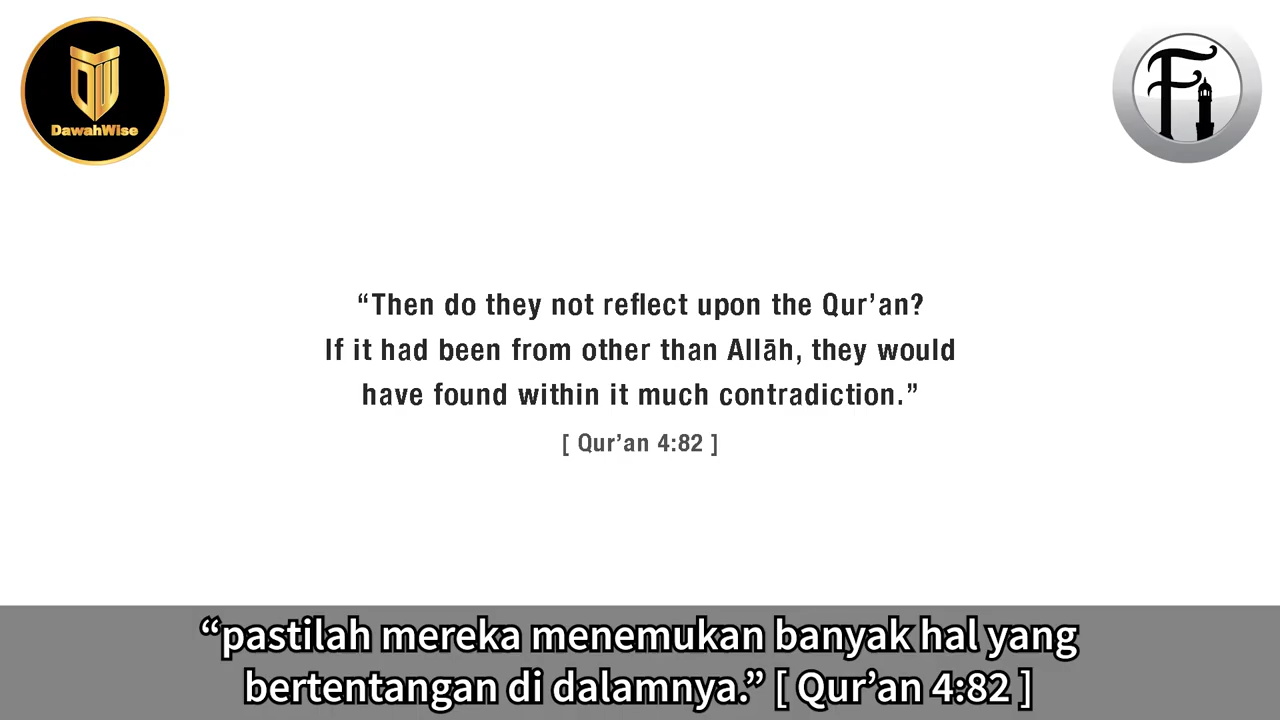 DW
DawahWise
Fi
“Then do they not reflect upon the Qur’an?
If it had been from other than Allāh, they would
have found within it much contradiction.”
[ Qur’an 4:82 ]
“pastilah mereka menemukan banyak hal yang
bertentangan di dalamnya.” [ Qur’an 4:82 ]